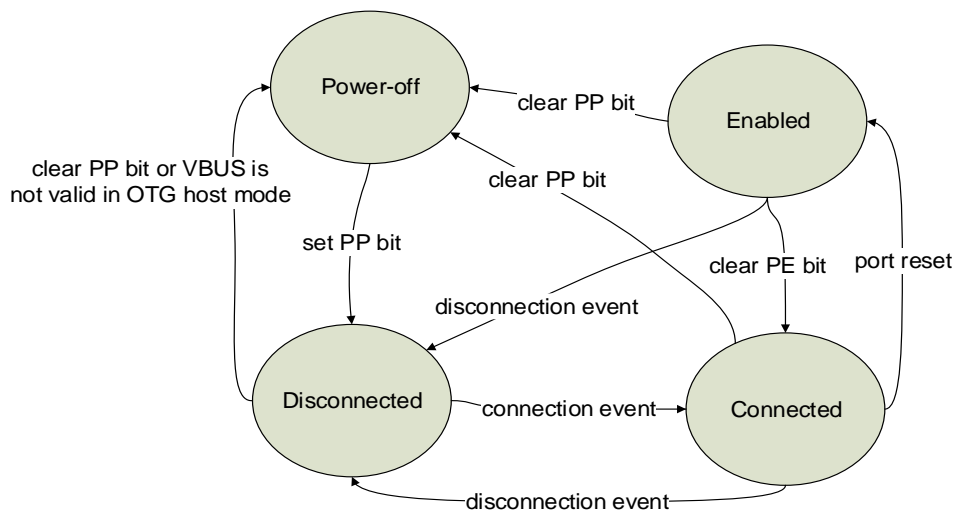 Power-off
clear PP bit
Enabled
clear PP bit or VBUS is
not valid in OTG host mode
clear PP bit
set PP bit
clear PE bit
port reset
disconnection event
Disconnected
connection event
Connected
disconnection event